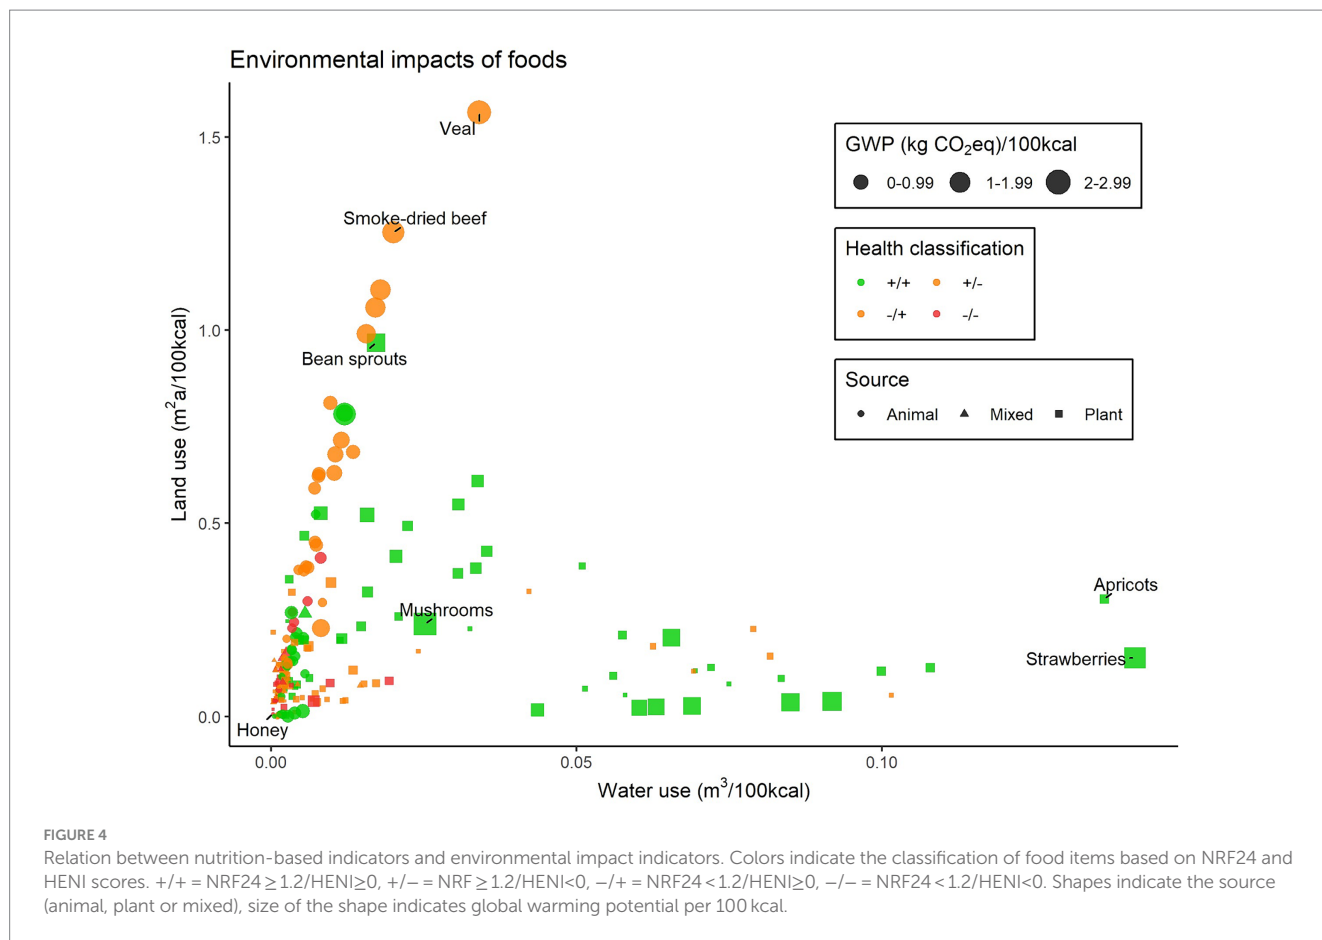 Environmental impacts of foods
Veal
Smoke-dried beef
Bean sprouts
Mushrooms
Apricots
Strawberries
Honey
GWP (kg CO₂eq)/100kcal
0-0.99 1-1.99 2-2.99
Health classification
+/+ +/-
-/+ -/-
Source
Animal Mixed Plant
Land use (m²a/100kcal)
1.5
1.0
0.5
0.0
0.00 0.05 0.10
Water use (m³/100kcal)
FIGURE 4
Relation between nutrition-based indicators and environmental impact indicators. Colors indicate the classification of food items based on NRF24 and
HENI scores. +/+ = NRF24 ≥ 1.2/HENI≥0, +/− = NRF ≥ 1.2/HENI<0, −/+ = NRF24 < 1.2/HENI≥0, −/− = NRF24 < 1.2/HENI<0. Shapes indicate the source
(animal, plant or mixed), size of the shape indicates global warming potential per 100 kcal.